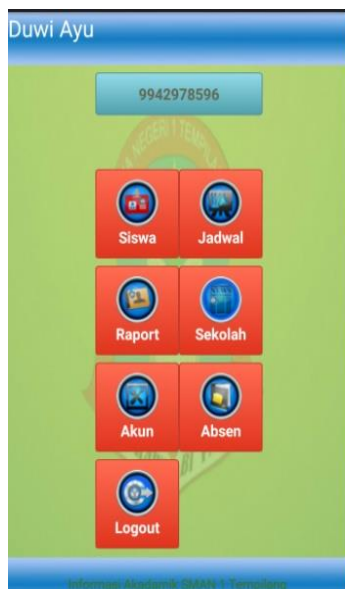 Duwi Ayu
9942978596
Siswa
Jadwal
Raport
Sekolah
Akun
Absen
Logout
Informasi Akademik SMAN 1 Tempilang